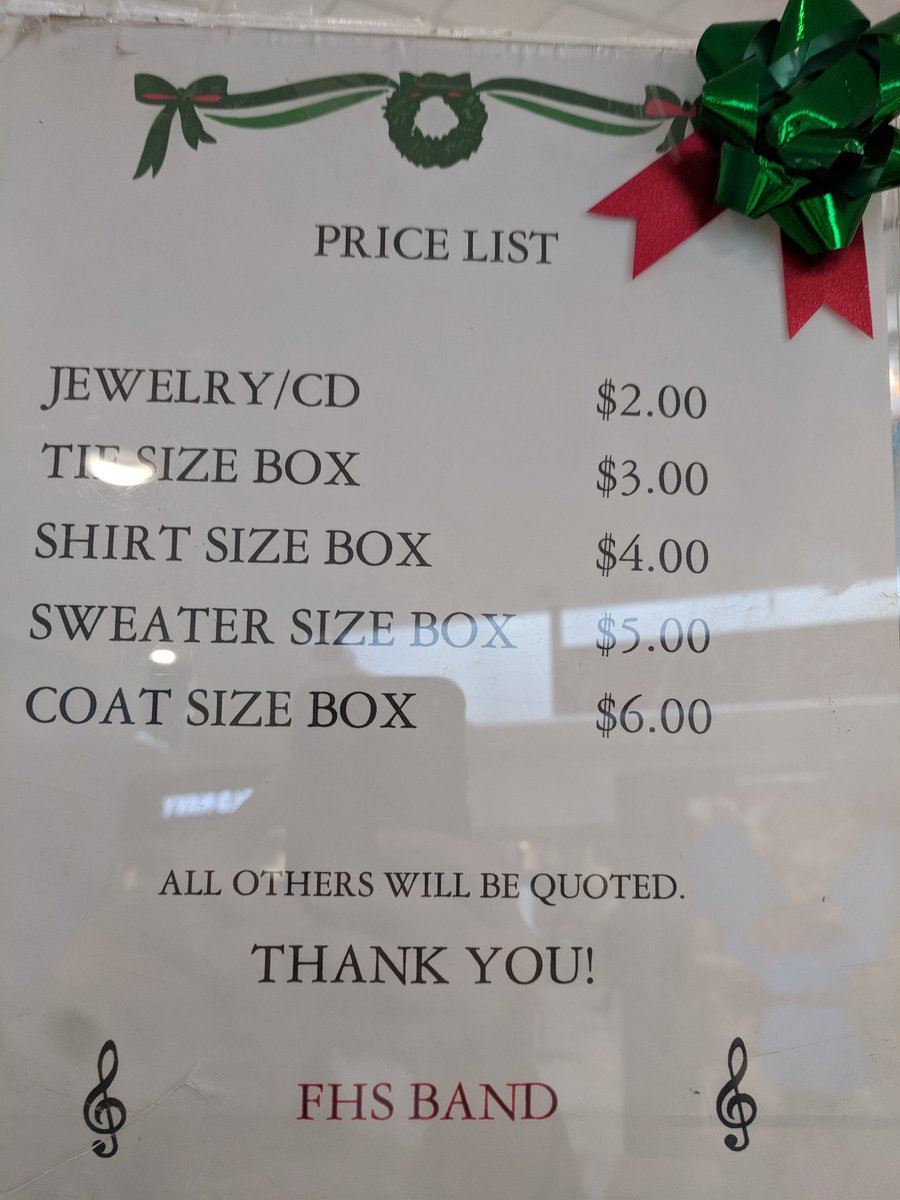 PRICE LIST
JEWELRY/CD $2.00
TIE SIZE BOX $3.00
SHIRT SIZE BOX $4.00
SWEATER SIZE BOX $5.00
COAT SIZE BOX $6.00
ALL OTHERS WILL BE QUOTED.
THANK YOU!
FHS BAND